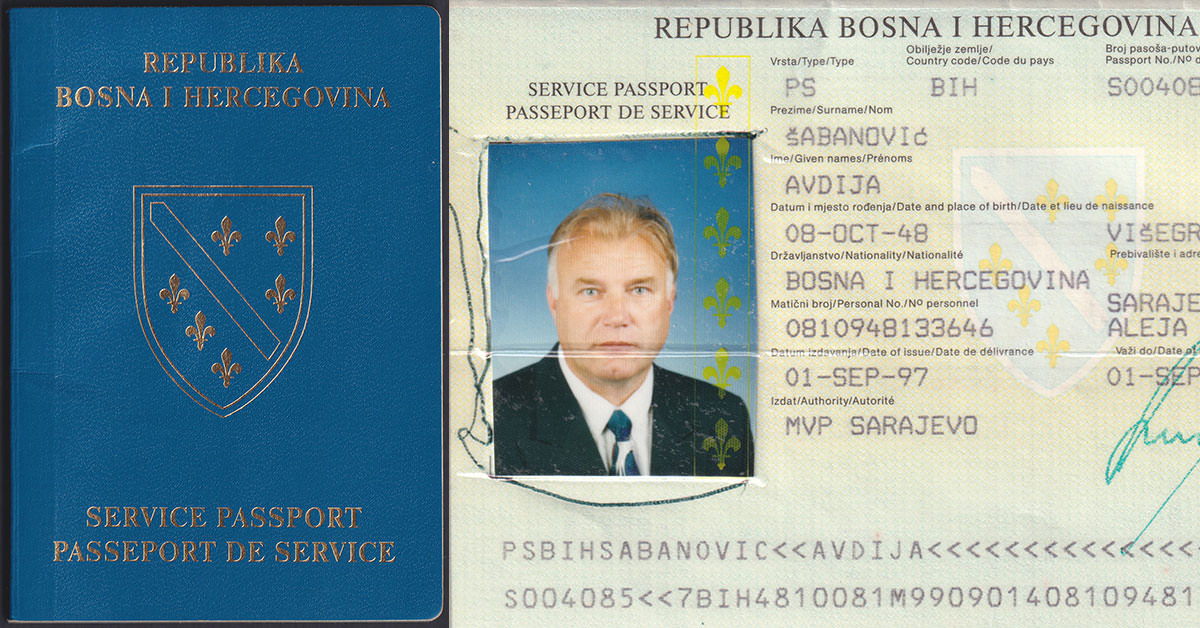 REPUBLIKA
BOSNA I HERCEGOVINA
SERVICE PASSPORT
PASSEPORT DE SERVICE
REPUBLIKA BOSNA I HERCEGOVINA
SERVICE PASSPORT
PASSEPORT DE SERVICE
Vrsta/Type/Type
Obilježje zemlje/
Country code/Code du pays
Broj pasoša-putov
Passport No./Nº d
PS BIH S004085
Prezime/Surname/Nom
ŠABANOVIĆ
Ime/Given names/Prénoms
AVDIJA
Datum i mjesto rođenja/Date and place of birth/Date et lieu de naissance
08-OCT-48 VIŠEGR
Državljanstvo/Nationality/Nationalité Prebivalište i adre
BOSNA I HERCEGOVINA
Matični broj/Personal No./Nº personnel
SARAJE
0810948133646 ALEJA
Datum izdavanja/Date of issue/Date de délivrance Važi do/Date of
01-SEP-97 01-SEP
Izdat/Authority/Autorité
MVP SARAJEVO
PSBIHSABANOVIC<<AVDIJA<<<<<<<<<<<<<<<<
S004085<<7BIH4810081M990901408109481